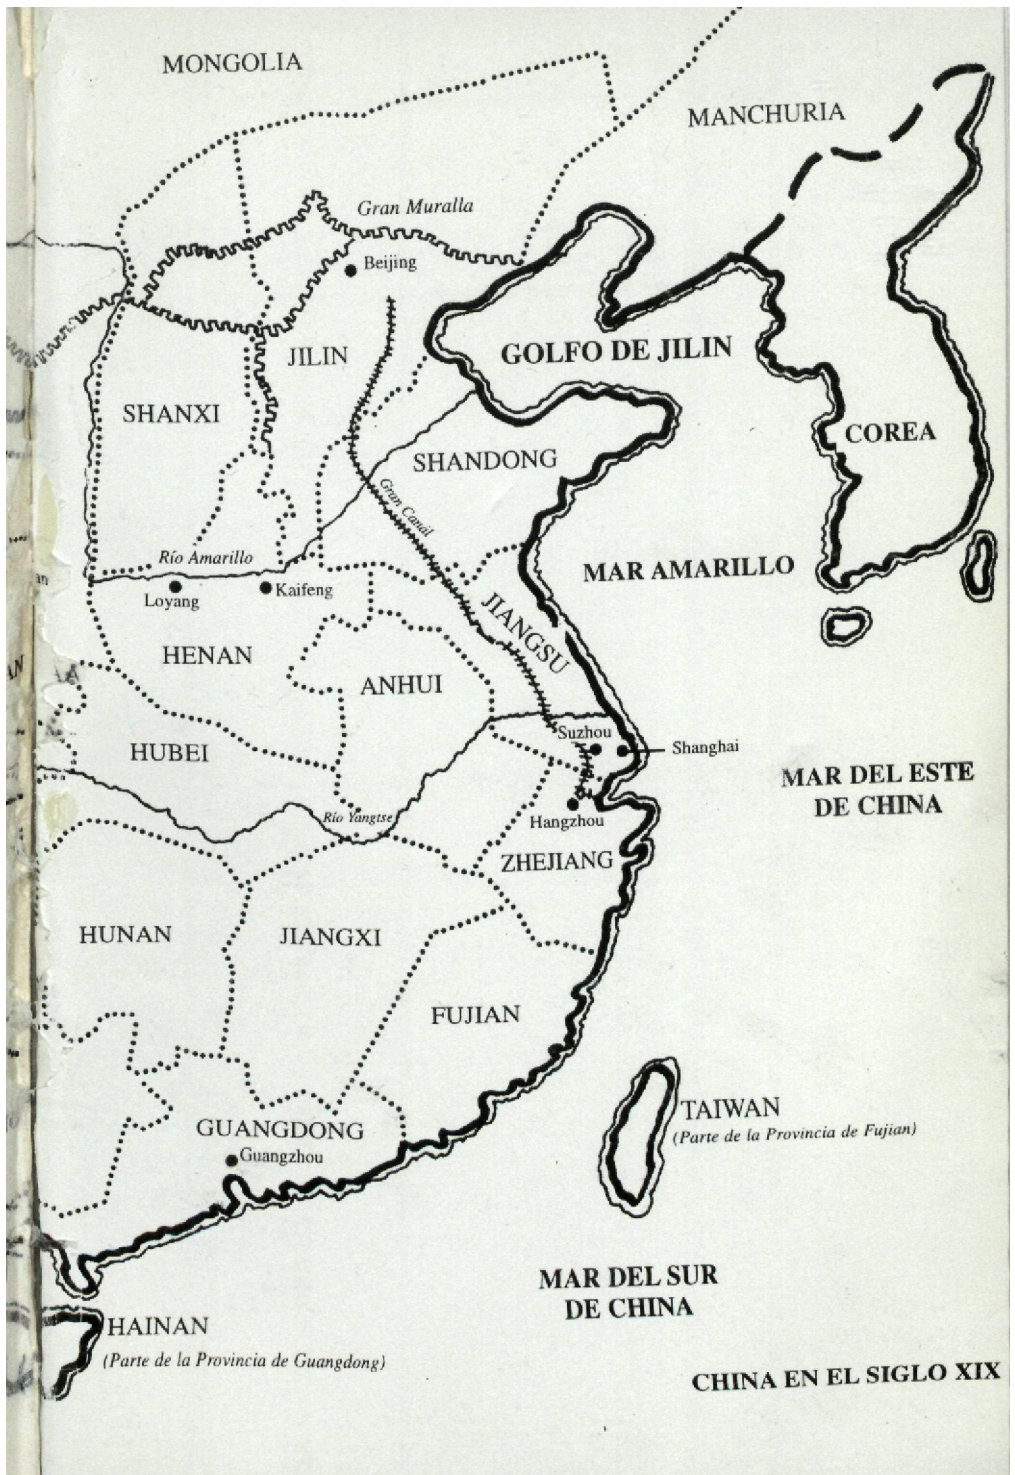 MONGOLIA
MANCHURIA
Gran Muralla
Beijing
JILIN
GOLFO DE JILIN
SHANXI
COREA
SHANDONG
Gran Canal
Río Amarillo
MAR AMARILLO
Loyang
Kaifeng
JIANGSU
HENAN
ANHUI
Suzhou
Shanghai
HUBEI
MAR DEL ESTE
DE CHINA
Río Yangtse
Hangzhou
ZHEJIANG
HUNAN
JIANGXI
FUJIAN
TAIWAN
(Parte de la Provincia de Fujian)
GUANGDONG
Guangzhou
MAR DEL SUR
DE CHINA
HAINAN
(Parte de la Provincia de Guangdong)
CHINA EN EL SIGLO XIX